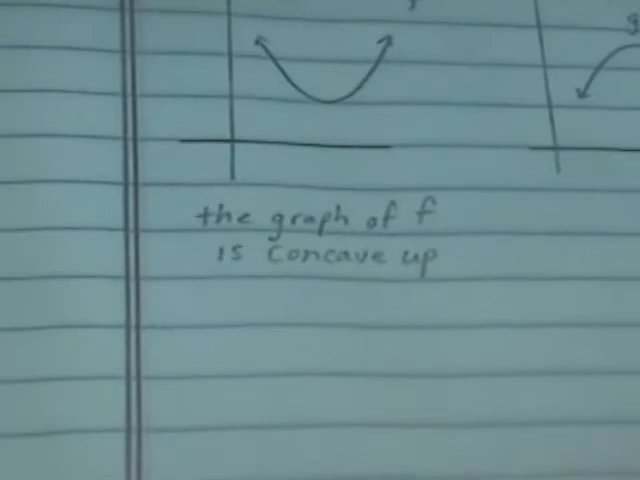 the graph of f
is concave up